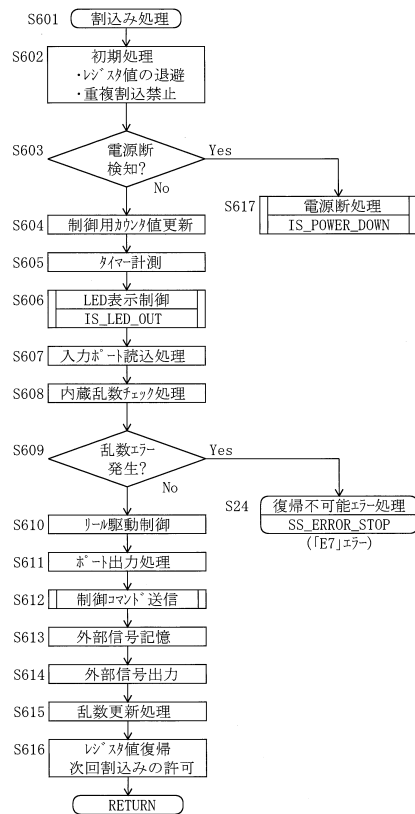 S601 割込み処理
S602 初期処理
・レジスタ値の退避
・重複割込禁止
S603 電源断
検知?
Yes
No
S617 電源断処理
IS_POWER_DOWN
S604 制御用カウンタ値更新
S605 タイマー計測
S606 LED表示制御
IS_LED_OUT
S607 入力ポート読込処理
S608 内蔵乱数チェック処理
S609 乱数エラー
発生?
Yes
No
S24 復帰不可能エラー処理
SS_ERROR_STOP
(「E7」エラー)
S610 リール駆動制御
S611 ポート出力処理
S612 制御コマンド送信
S613 外部信号記憶
S614 外部信号出力
S615 乱数更新処理
S616 レジスタ値復帰
次回割込みの許可
RETURN